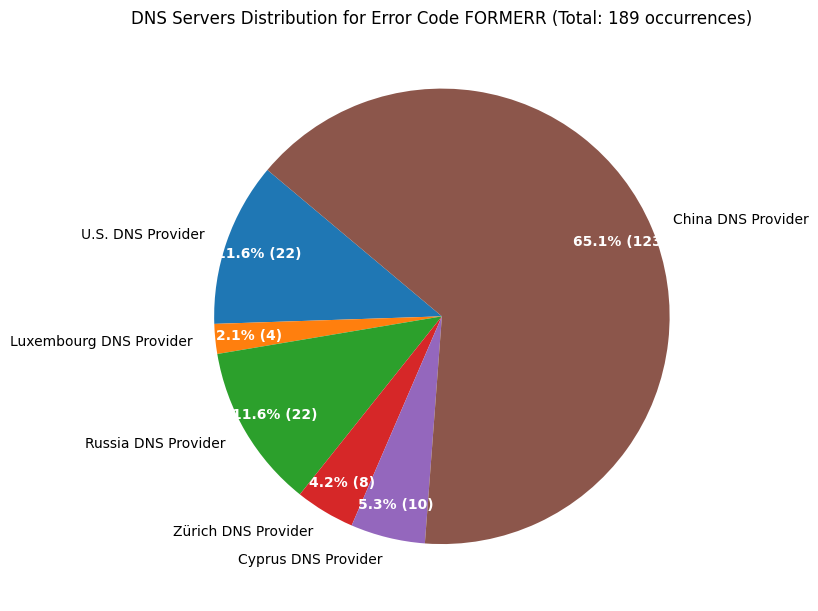 DNS Servers Distribution for Error Code FORMERR (Total: 189 occurrences)
China DNS Provider
65.1% (123
U.S. DNS Provider
11.6% (22)
Luxembourg DNS Provider
2.1% (4)
Russia DNS Provider
11.6% (22)
Zürich DNS Provider
4.2% (8)
Cyprus DNS Provider
5.3% (10)